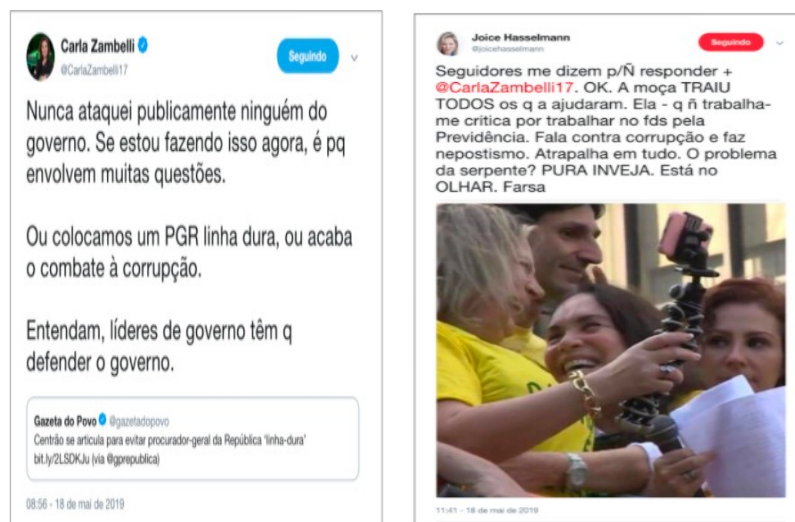 Carla Zambelli
@CarlaZambelli17
Seguindo
Nunca ataquei publicamente ninguém do
governo. Se estou fazendo isso agora, é pq
envolvem muitas questões.
Ou colocamos um PGR linha dura, ou acaba
o combate à corrupção.
Entendam, líderes de governo têm q
defender o governo.
Gazeta do Povo @gazetadopovo
Centrão se articula para evitar procurador-geral da República 'linha-dura'
bit.ly/2LSDKJu (via @gprepublica)
08:56 - 18 de mai de 2019
Joice Hasselmann
@joicehasselmann
Seguindo
Seguidores me dizem p/Ñ responder +
@CarlaZambelli17. OK. A moça TRAIU
TODOS os q a ajudaram. Ela - q ñ trabalha-
me critica por trabalhar no fds pela
Previdência. Fala contra corrupção e faz
nepostismo. Atrapalha em tudo. O problema
da serpente? PURA INVEJA. Está no
OLHAR. Farsa
11:41 - 18 de mai de 2019